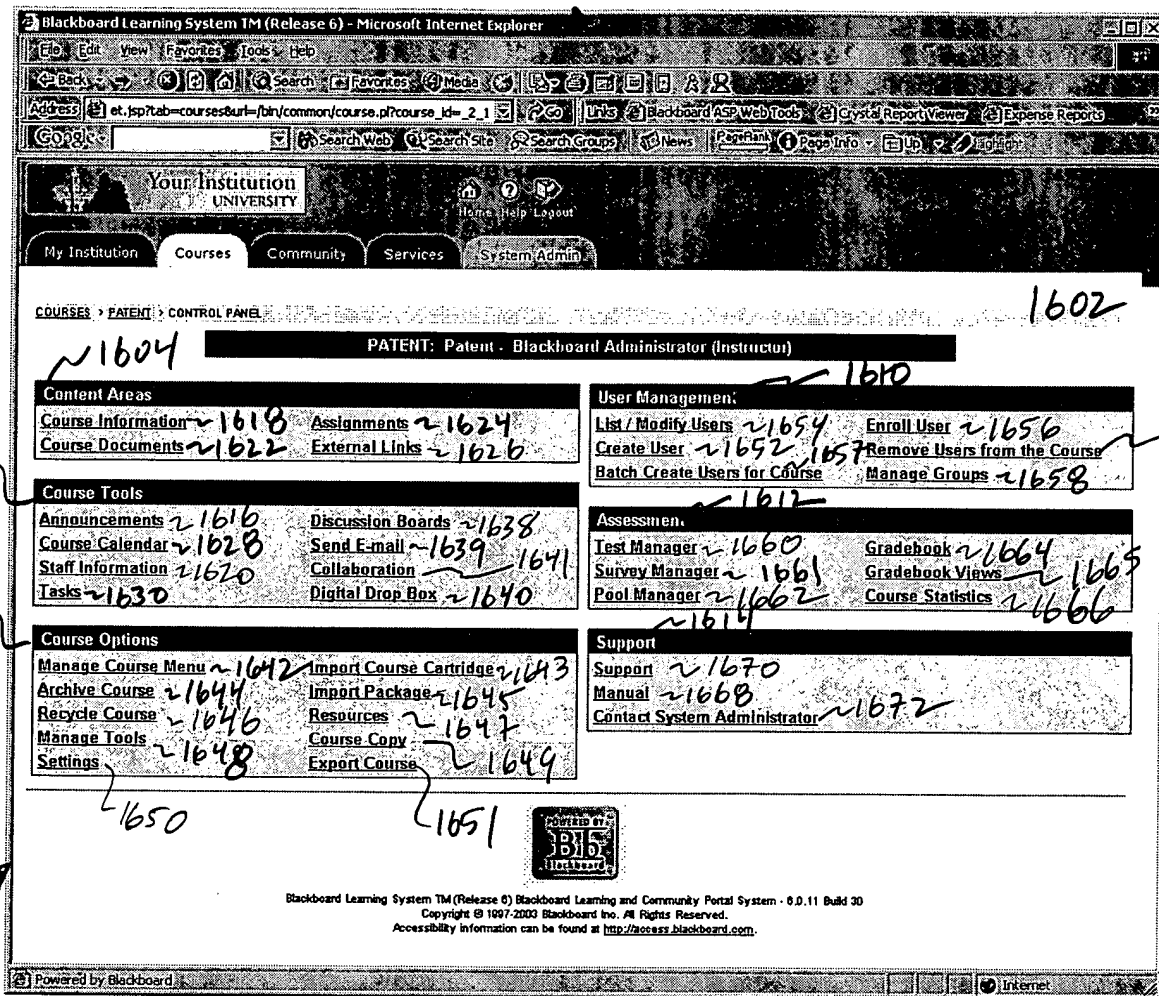 Blackboard Learning System TM (Release 6) - Microsoft Internet Explorer
File Edit View Favorites Tools Help
Back Search Favorites Media
Address et.jsp?tab=courses&url=/bin/common/course.pl?course_id=_2_1 Go Links Blackboard ASP Web Tools Crystal Report Viewer Expense Reports
Google Search Web Search Site Search Groups News PageRank Page Info Up Highlight
Your Institution
UNIVERSITY
Home Help Logout
My Institution Courses Community Services System Admin
COURSES > PATENT > CONTROL PANEL 1602
~1604
PATENT: Patent - Blackboard Administrator (Instructor)
1610
Content Areas
Course Information ~1618 Assignments ~1624
Course Documents ~1622 External Links ~1626
User Management
List / Modify Users ~1654 Enroll User ~1656
Create User ~1652 1657 Remove Users from the Course
Batch Create Users for Course Manage Groups ~1658
Course Tools
Announcements ~1616 Discussion Boards ~1638
Course Calendar ~1628 Send E-mail ~1639
Staff Information ~1620 Collaboration 1641
Tasks ~1630 Digital Drop Box ~1640
~1612
Assessment
Test Manager ~1660 Gradebook ~1664
Survey Manager ~1661 Gradebook Views ~1665
Pool Manager ~1662 Course Statistics ~1666
Course Options
Manage Course Menu ~1642 Import Course Cartridge ~1643
Archive Course ~1644 Import Package ~1645
Recycle Course ~1646 Resources ~1647
Manage Tools ~1648 Course Copy 1649
Settings 1650 Export Course 1651
~1614
Support
Support ~1670
Manual ~1668
Contact System Administrator ~1672
POWERED BY
Bb
Blackboard
Blackboard Learning System TM (Release 6) Blackboard Learning and Community Portal System - 6.0.11 Build 30
Copyright © 1997-2003 Blackboard Inc. All Rights Reserved.
Accessibility information can be found at http://access.blackboard.com.
Powered by Blackboard Internet